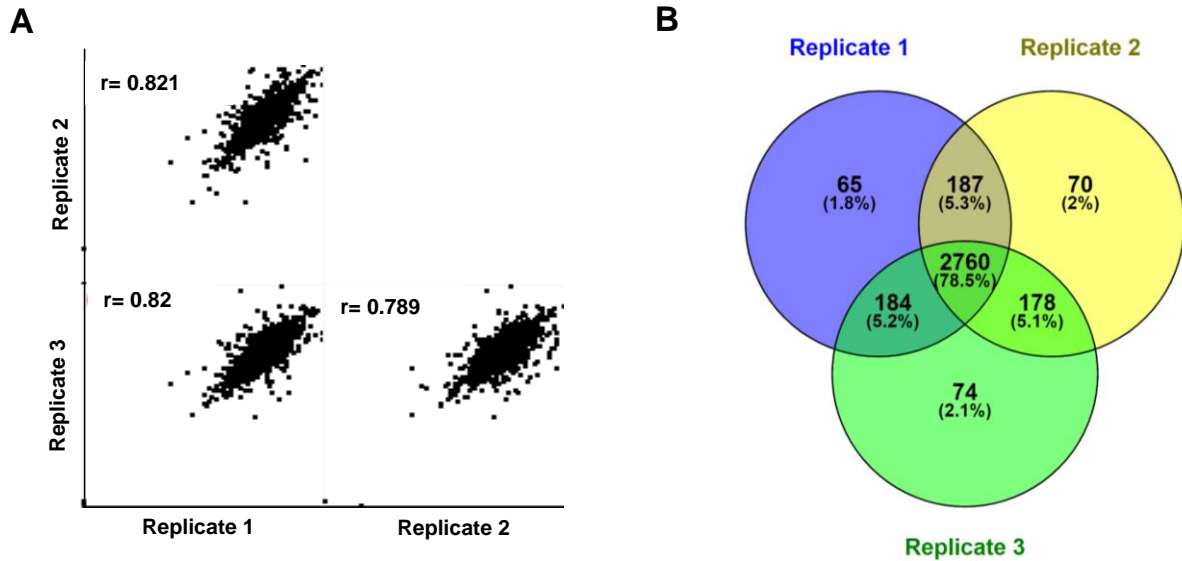 A
r= 0.821
Replicate 2
r= 0.82
r= 0.789
Replicate 3
Replicate 1
Replicate 2
B
Replicate 1
Replicate 2
65
(1.8%)
187
(5.3%)
70
(2%)
2760
(78.5%)
184
(5.2%)
178
(5.1%)
74
(2.1%)
Replicate 3